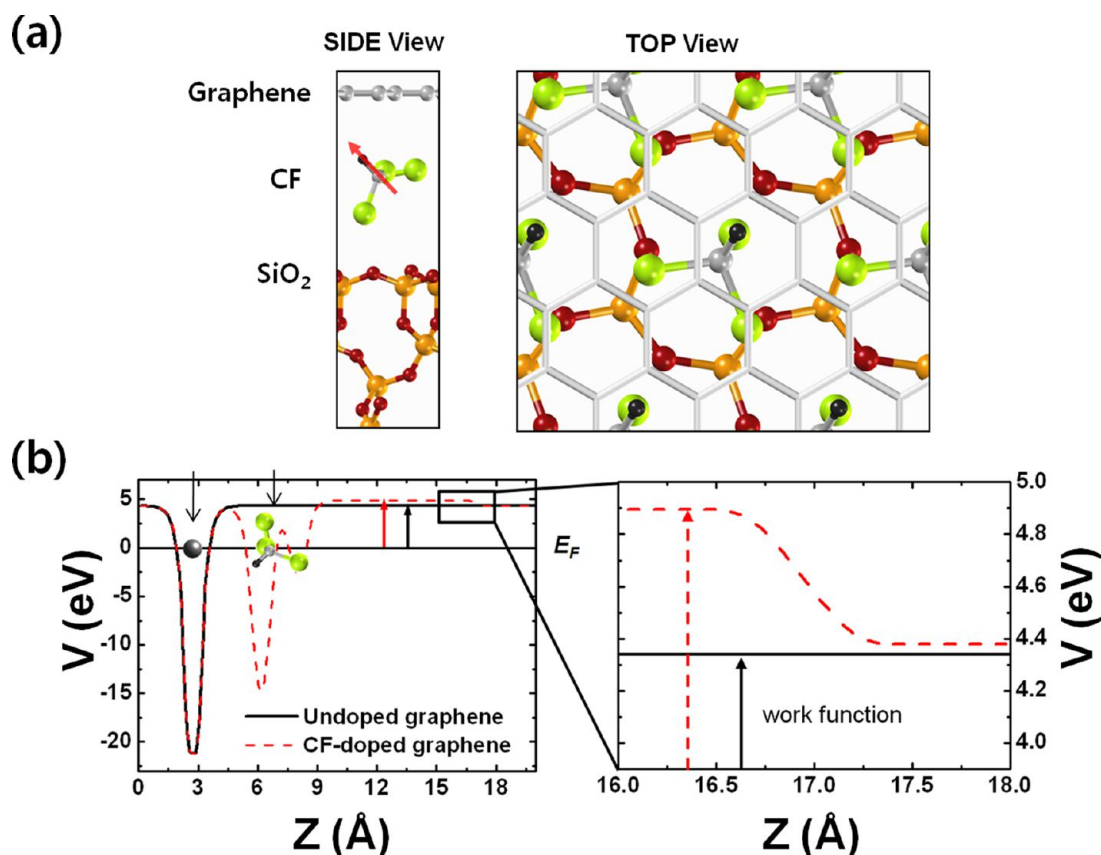 (a)
SIDE View
TOP View
Graphene
CF
SiO₂
(b)
V (eV)
5
0
-5
-10
-15
-20
0 3 6 9 12 15 18
Z (Å)
Undoped graphene
CF-doped graphene
E_F
work function
5.0
4.8
4.6
4.4
4.2
4.0
V (eV)
16.0 16.5 17.0 17.5 18.0
Z (Å)